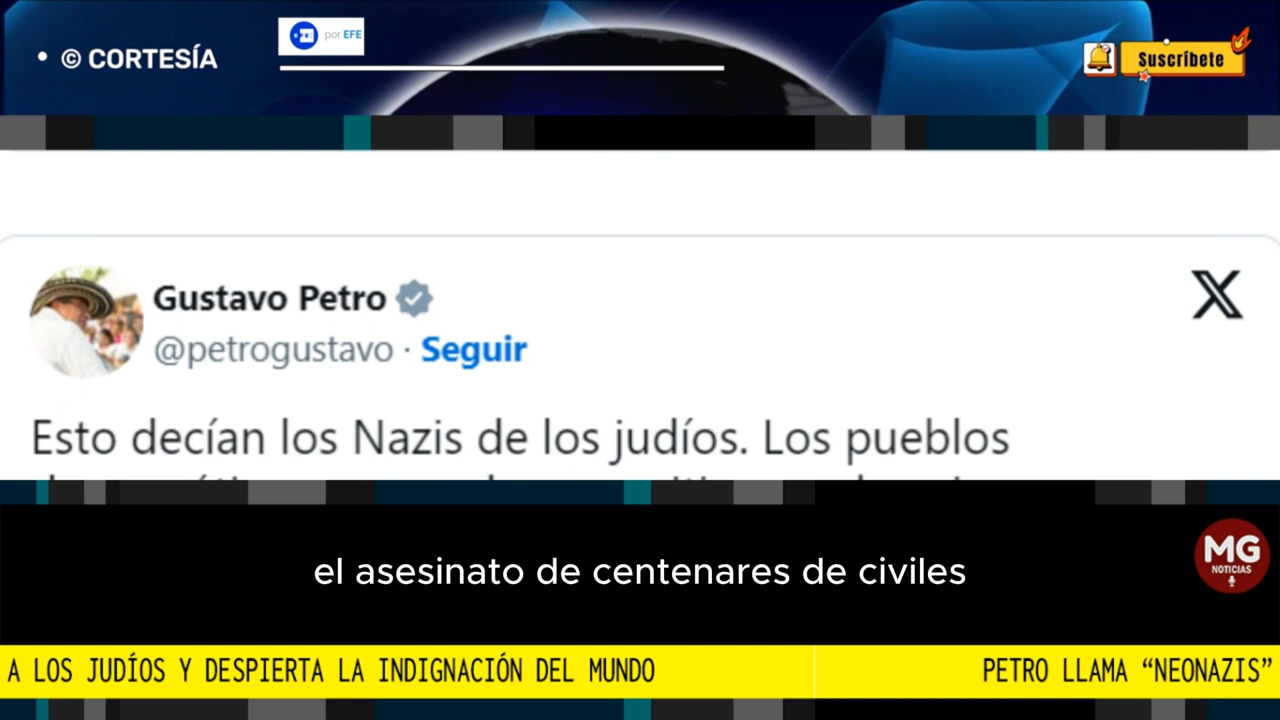 • © CORTESÍA
por EFE
Suscríbete
Gustavo Petro
@petrogustavo · Seguir
Esto decían los Nazis de los judíos. Los pueblos
el asesinato de centenares de civiles
MG
NOTICIAS
A LOS JUDÍOS Y DESPIERTA LA INDIGNACIÓN DEL MUNDO
PETRO LLAMA “NEONAZIS”